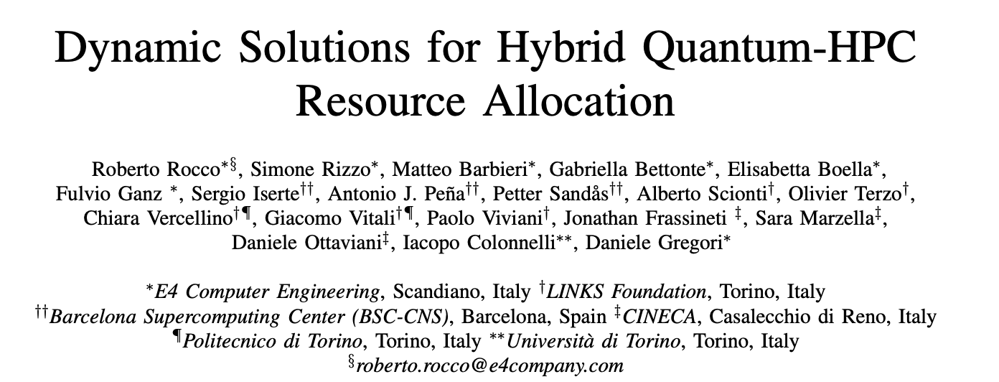 Dynamic Solutions for Hybrid Quantum-HPC
Resource Allocation
Roberto Rocco*§, Simone Rizzo*, Matteo Barbieri*, Gabriella Bettonte*, Elisabetta Boella*,
Fulvio Ganz *, Sergio Iserte††, Antonio J. Peña††, Petter Sandås††, Alberto Scionti†, Olivier Terzo†,
Chiara Vercellino†¶, Giacomo Vitali†¶, Paolo Viviani†, Jonathan Frassineti ‡, Sara Marzella‡,
Daniele Ottaviani‡, Iacopo Colonnelli**, Daniele Gregori*
*E4 Computer Engineering, Scandiano, Italy †LINKS Foundation, Torino, Italy
††Barcelona Supercomputing Center (BSC-CNS), Barcelona, Spain ‡CINECA, Casalecchio di Reno, Italy
¶Politecnico di Torino, Torino, Italy **Università di Torino, Torino, Italy
§roberto.rocco@e4company.com